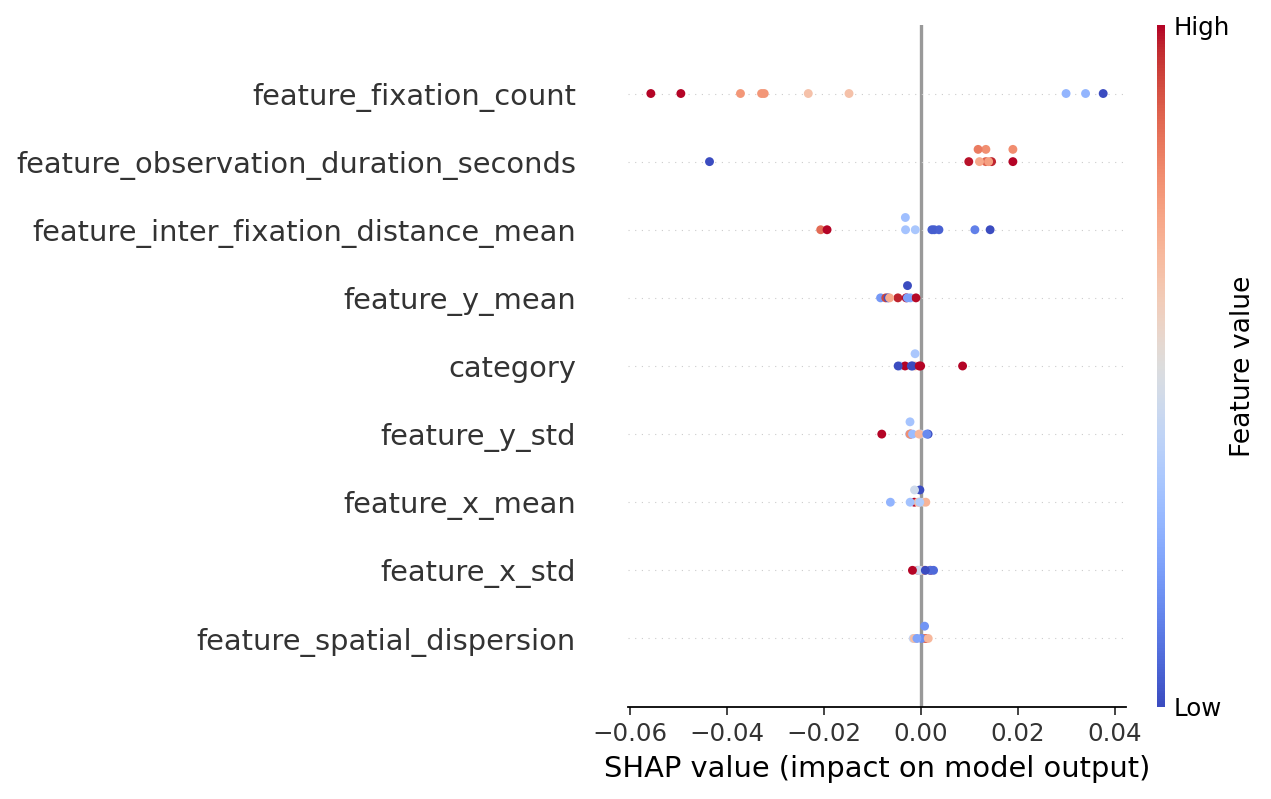 High
feature_fixation_count
feature_observation_duration_seconds
feature_inter_fixation_distance_mean
feature_y_mean
category
feature_y_std
feature_x_mean
feature_x_std
feature_spatial_dispersion
Feature value
Low
−0.06 −0.04 −0.02 0.00 0.02 0.04
SHAP value (impact on model output)